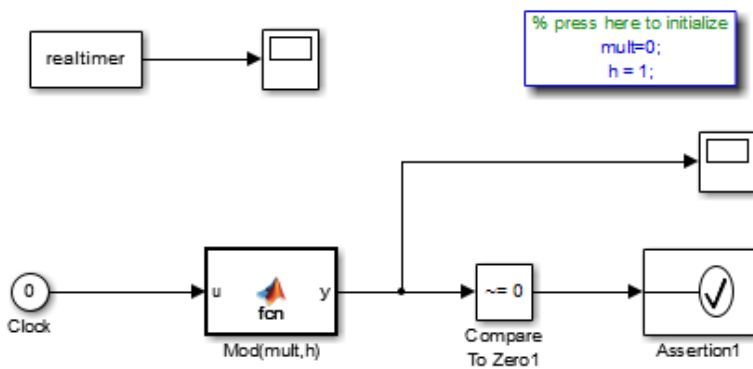 % press here to initialize
mult=0;
h = 1;
realtimer
0
Clock
u
fcn
y
Mod(mult,h)
~= 0
Compare
To Zero1
Assertion1